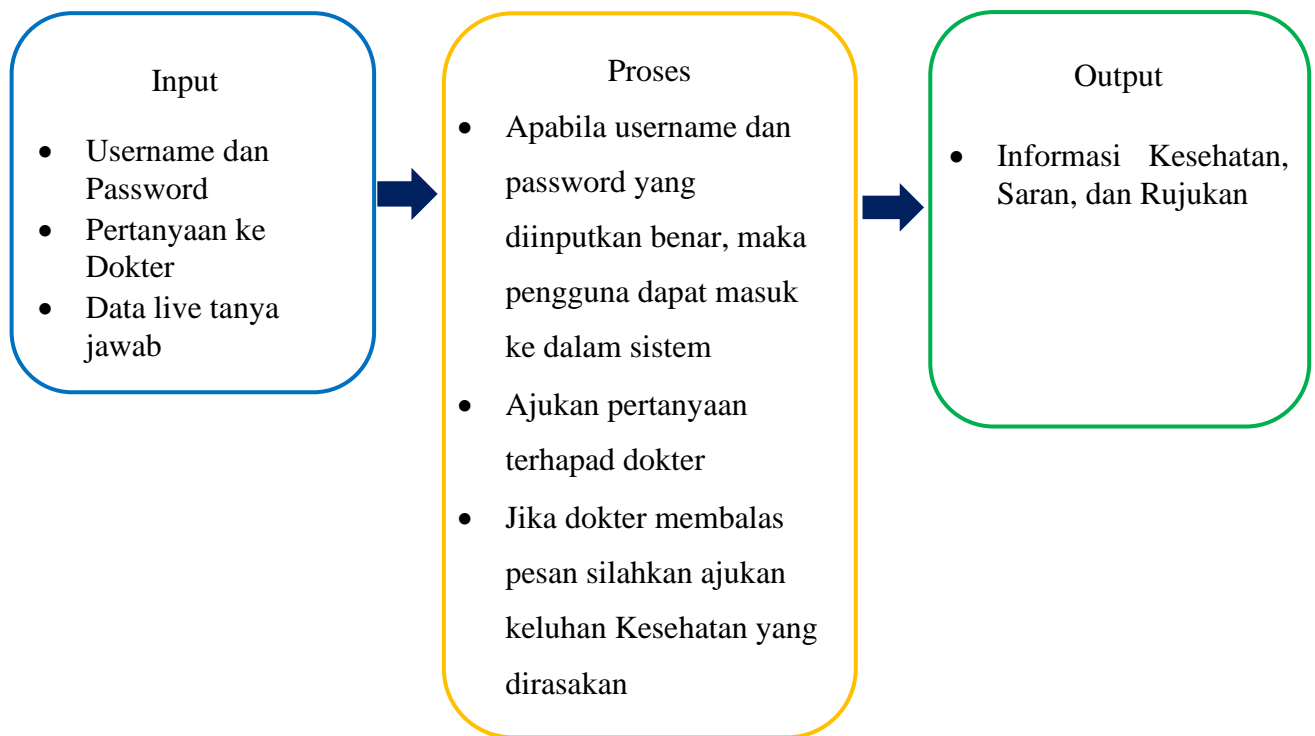 Input
• Username dan
Password
• Pertanyaan ke
Dokter
• Data live tanya
jawab
Proses
• Apabila username dan
password yang
diinputkan benar, maka
pengguna dapat masuk
ke dalam sistem
• Ajukan pertanyaan
terhapad dokter
• Jika dokter membalas
pesan silahkan ajukan
keluhan Kesehatan yang
dirasakan
Output
• Informasi Kesehatan,
Saran, dan Rujukan